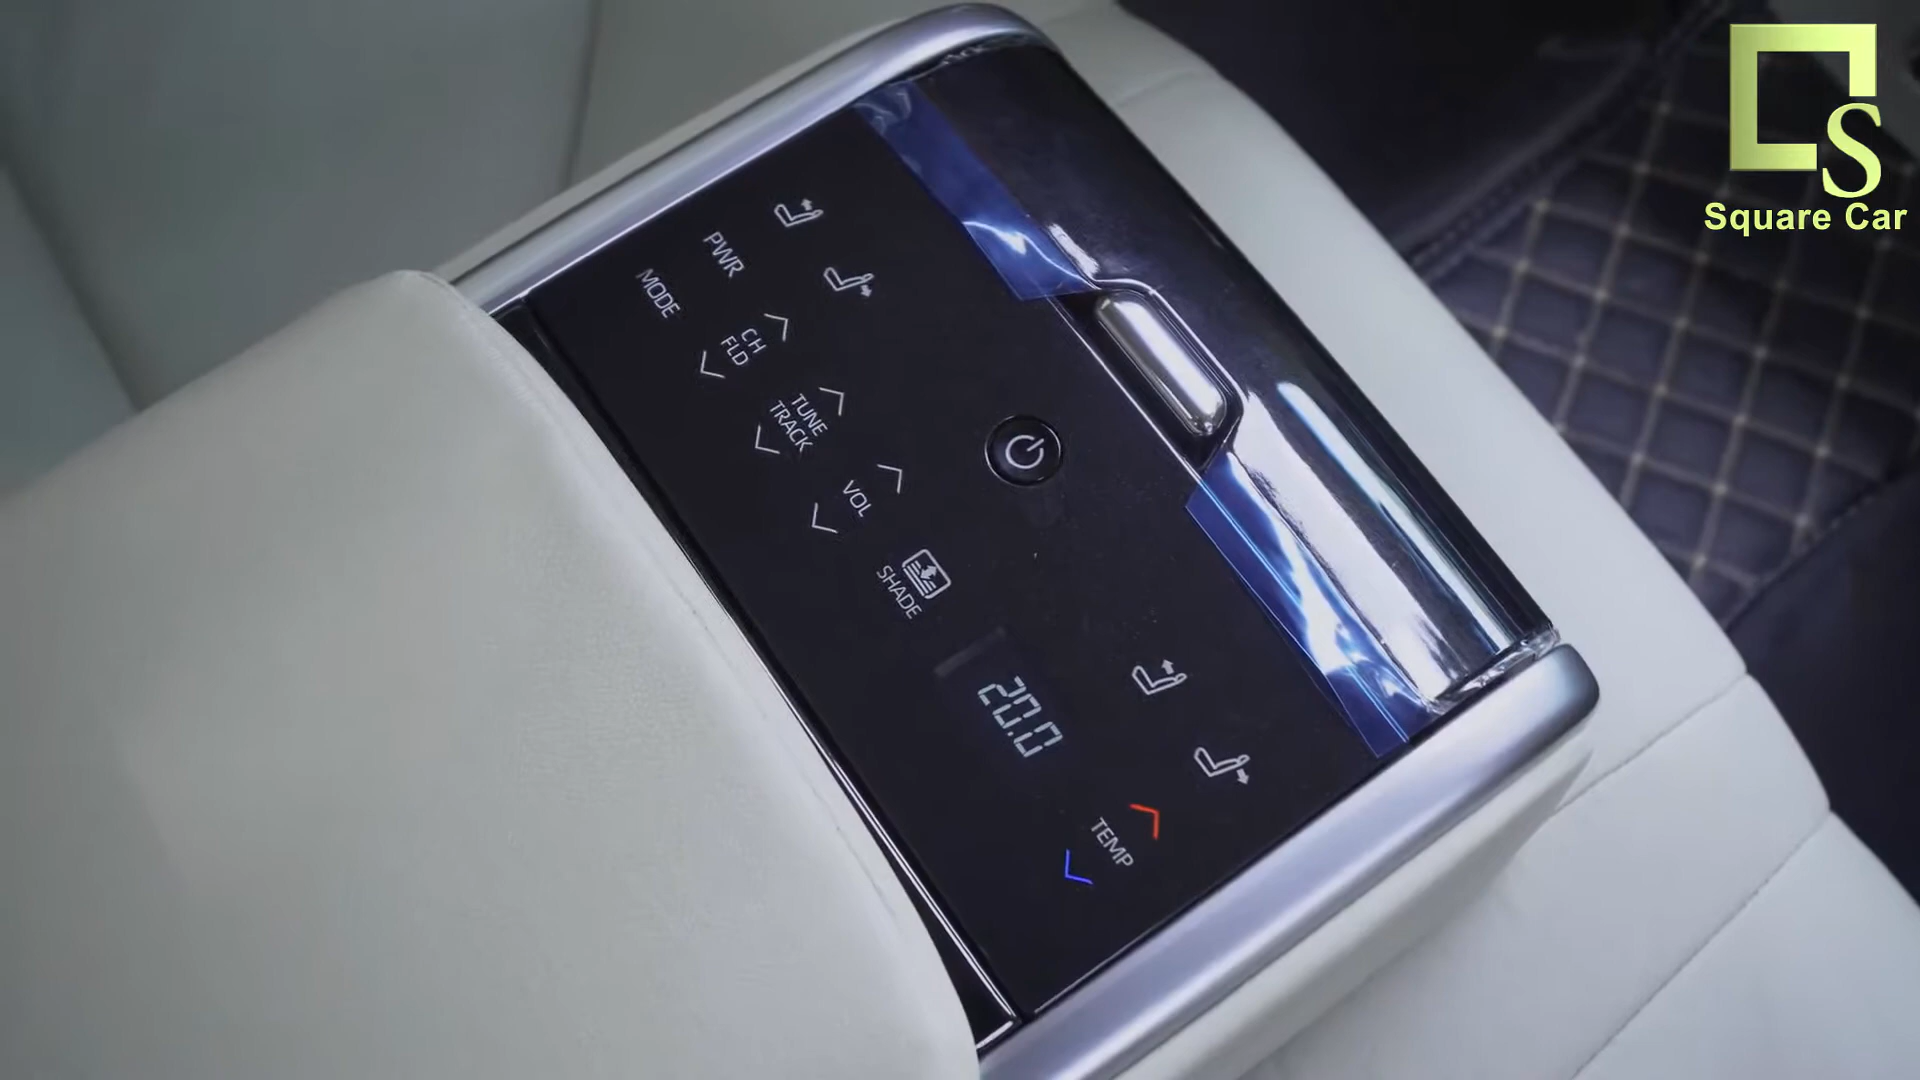 PWR
MODE
CH
FLD
TUNE
TRACK
VOL
SHADE
20.0
TEMP
S
Square Car